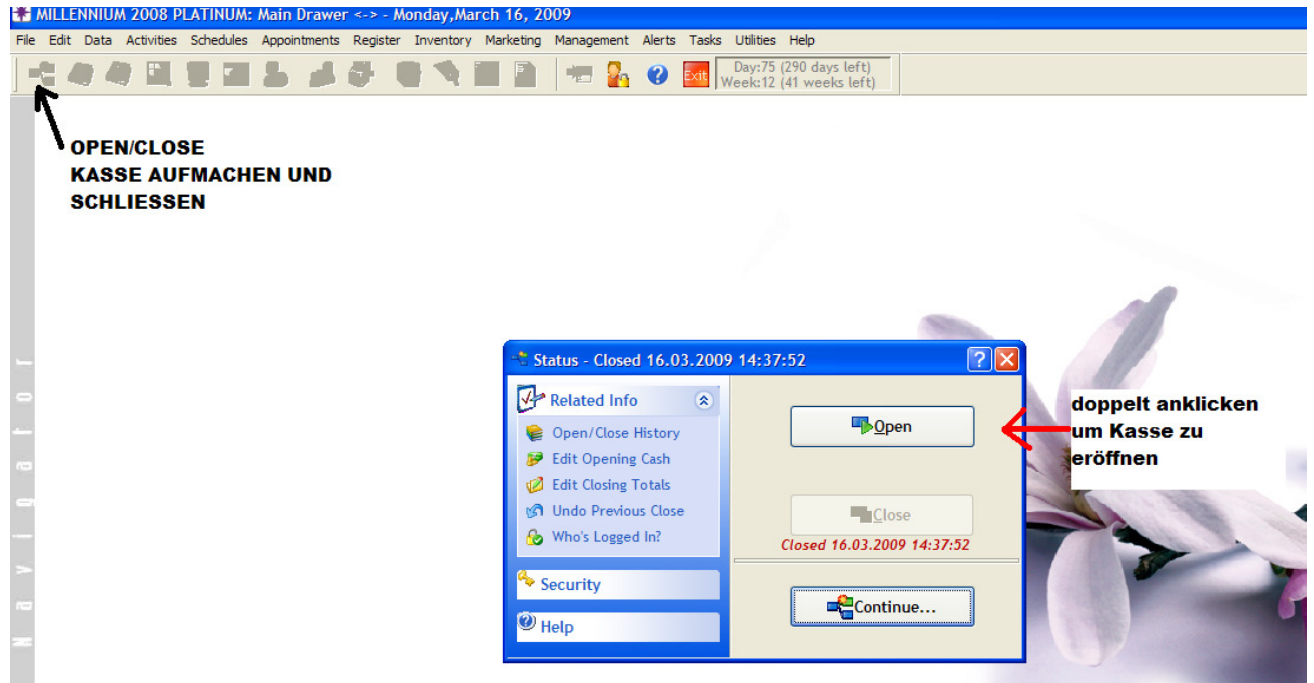 MILLENNIUM 2008 PLATINUM: Main Drawer <-> - Monday,March 16, 2009
File Edit Data Activities Schedules Appointments Register Inventory Marketing Management Alerts Tasks Utilities Help
Exit
Day:75 (290 days left)
Week:12 (41 weeks left)
OPEN/CLOSE
KASSE AUFMACHEN UND
SCHLIESSEN
Navigator
Status - Closed 16.03.2009 14:37:52
Related Info
Open/Close History
Edit Opening Cash
Edit Closing Totals
Undo Previous Close
Who's Logged In?
Security
Help
Open
Close
Closed 16.03.2009 14:37:52
Continue...
doppelt anklicken
um Kasse zu
eröffnen